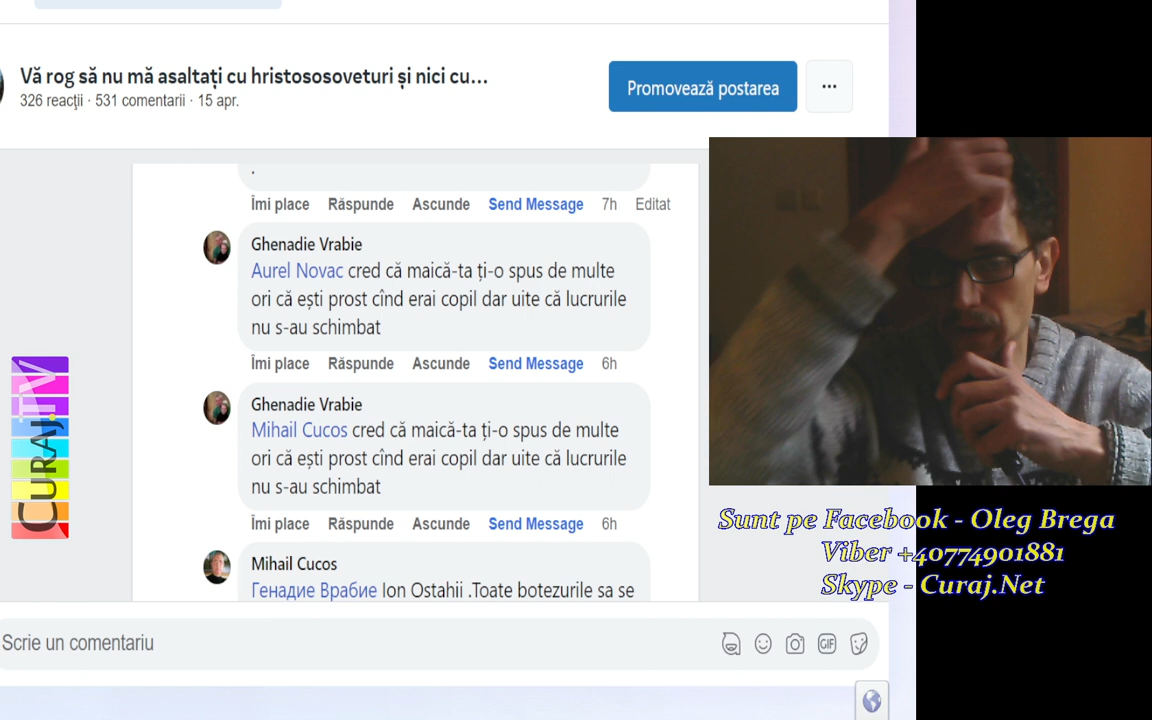 Vă rog să nu mă asaltați cu hristososoveturi și nici cu...
326 reacţii · 531 comentarii · 15 apr.
Promovează postarea
Îmi place Răspunde Ascunde Send Message 7h Editat
Ghenadie Vrabie
Aurel Novac cred că maică-ta ți-o spus de multe
ori că ești prost cînd erai copil dar uite că lucrurile
nu s-au schimbat
Îmi place Răspunde Ascunde Send Message 6h
Ghenadie Vrabie
Mihail Cucos cred că maică-ta ți-o spus de multe
ori că ești prost cînd erai copil dar uite că lucrurile
nu s-au schimbat
Îmi place Răspunde Ascunde Send Message 6h
Mihail Cucos
Генадие Врабие Ion Ostahii .Toate botezurile sa se
Scrie un comentariu
GIF
CURAJ.TV
Sunt pe Facebook - Oleg Brega
Viber +40774901881
Skype - Curaj.Net